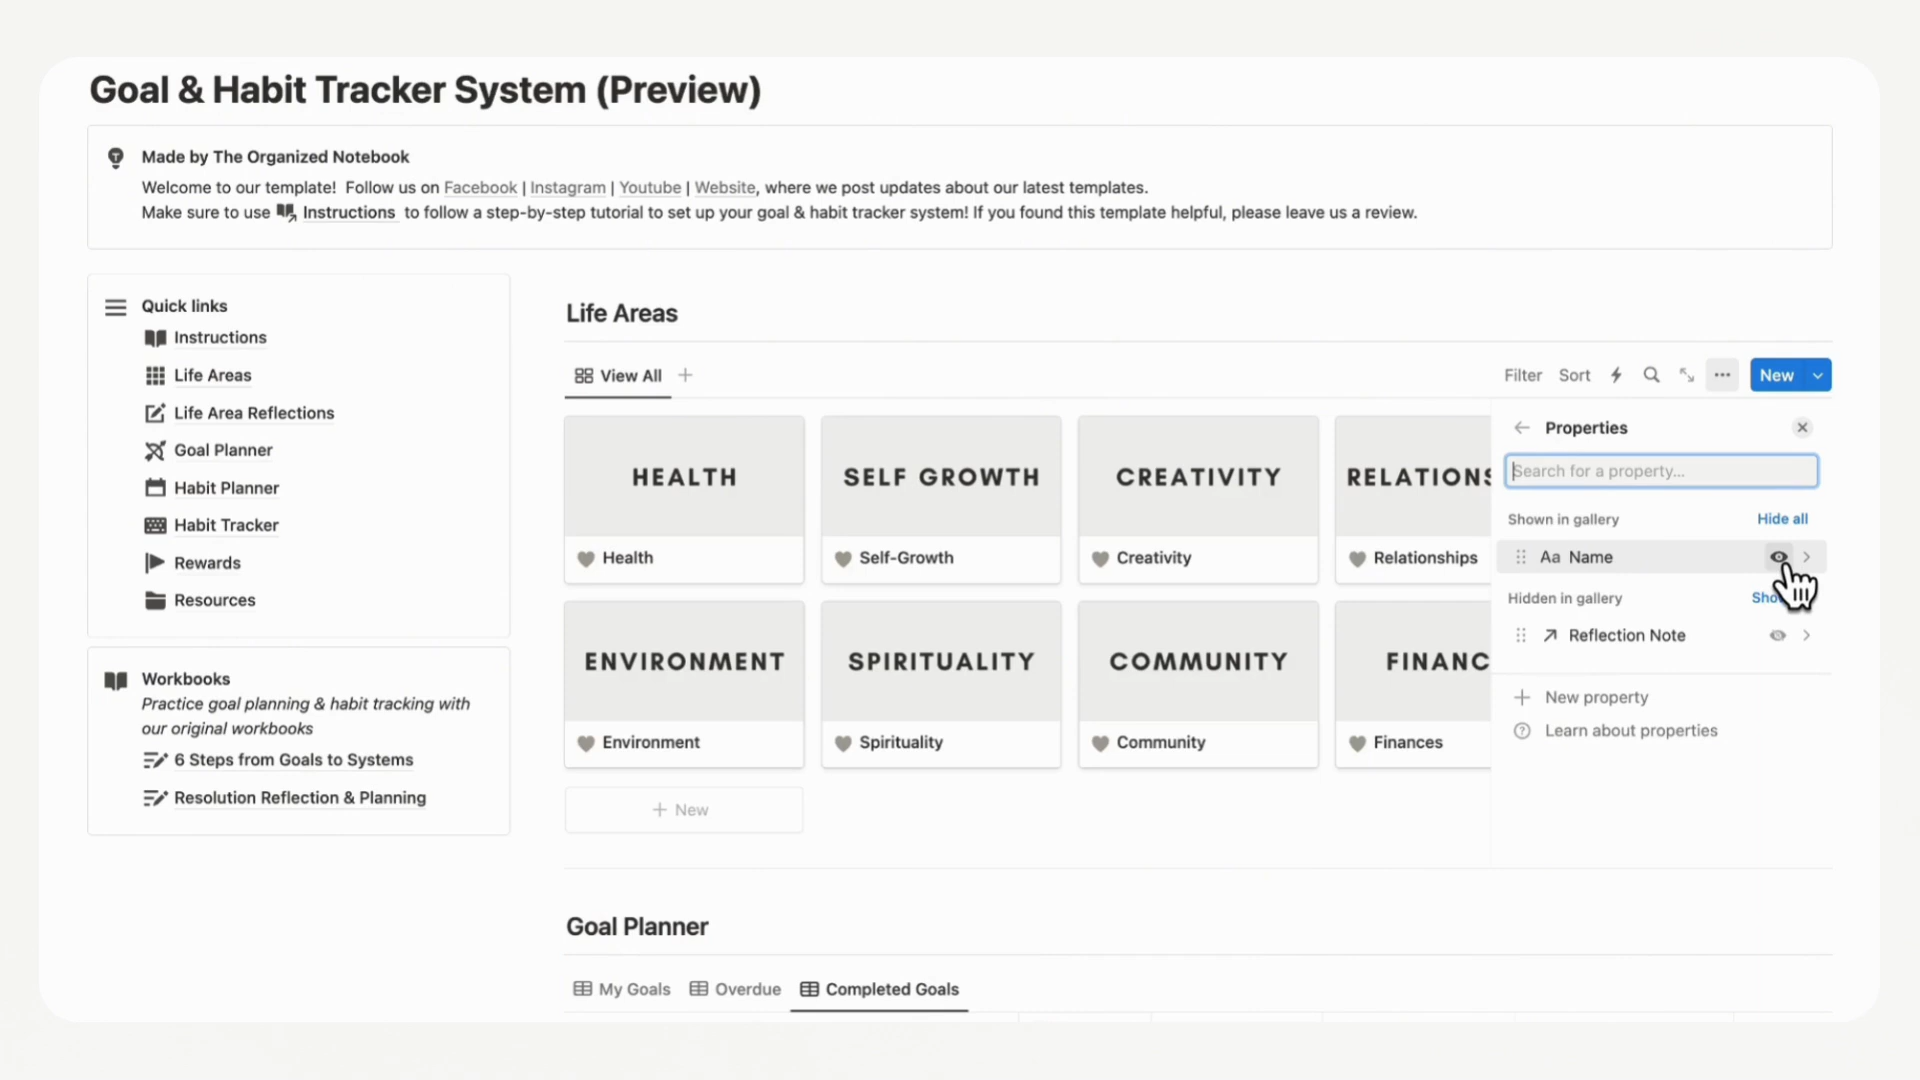 Goal & Habit Tracker System (Preview)
Made by The Organized Notebook
Welcome to our template! Follow us on Facebook | Instagram | Youtube | Website, where we post updates about our latest templates.
Make sure to use Instructions to follow a step-by-step tutorial to set up your goal & habit tracker system! If you found this template helpful, please leave us a review.
Quick links
Instructions
Life Areas
Life Area Reflections
Goal Planner
Habit Planner
Habit Tracker
Rewards
Resources
Workbooks
Practice goal planning & habit tracking with
our original workbooks
6 Steps from Goals to Systems
Resolution Reflection & Planning
Life Areas
View All
Filter Sort New
HEALTH SELF GROWTH CREATIVITY
Health Self-Growth Creativity Relationships
ENVIRONMENT SPIRITUALITY COMMUNITY
Environment Spirituality Community Finances
New
Properties
Search for a property...
Shown in gallery Hide all
Aa Name
Hidden in gallery
Reflection Note
New property
Learn about properties
Goal Planner
My Goals Overdue Completed Goals